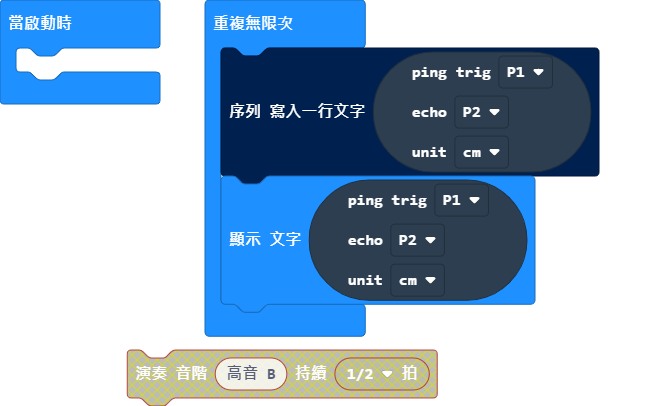 當啟動時
重複無限次
序列 寫入一行文字
ping trig P1
echo P2
unit cm
顯示 文字
ping trig P1
echo P2
unit cm
演奏 音階 高音 B 持續 1/2 拍